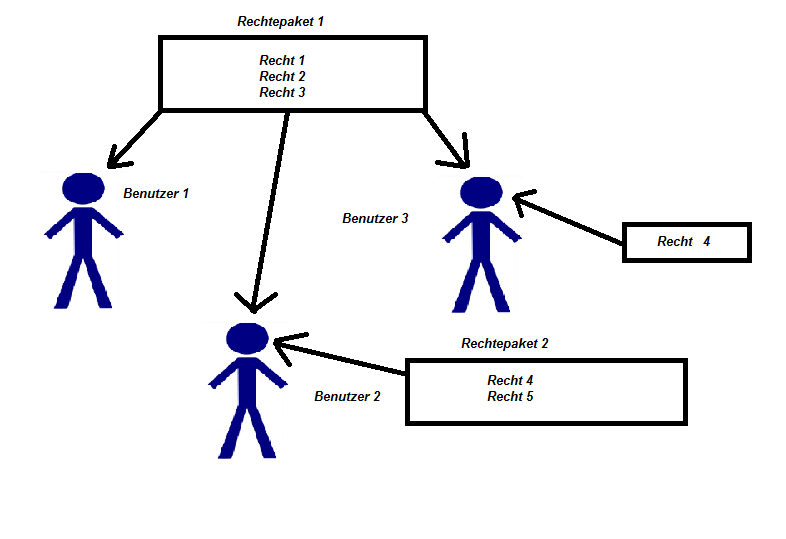 Rechtepaket 1
Recht 1
Recht 2
Recht 3
Benutzer 1
Benutzer 3
Recht 4
Rechtepaket 2
Recht 4
Recht 5
Benutzer 2